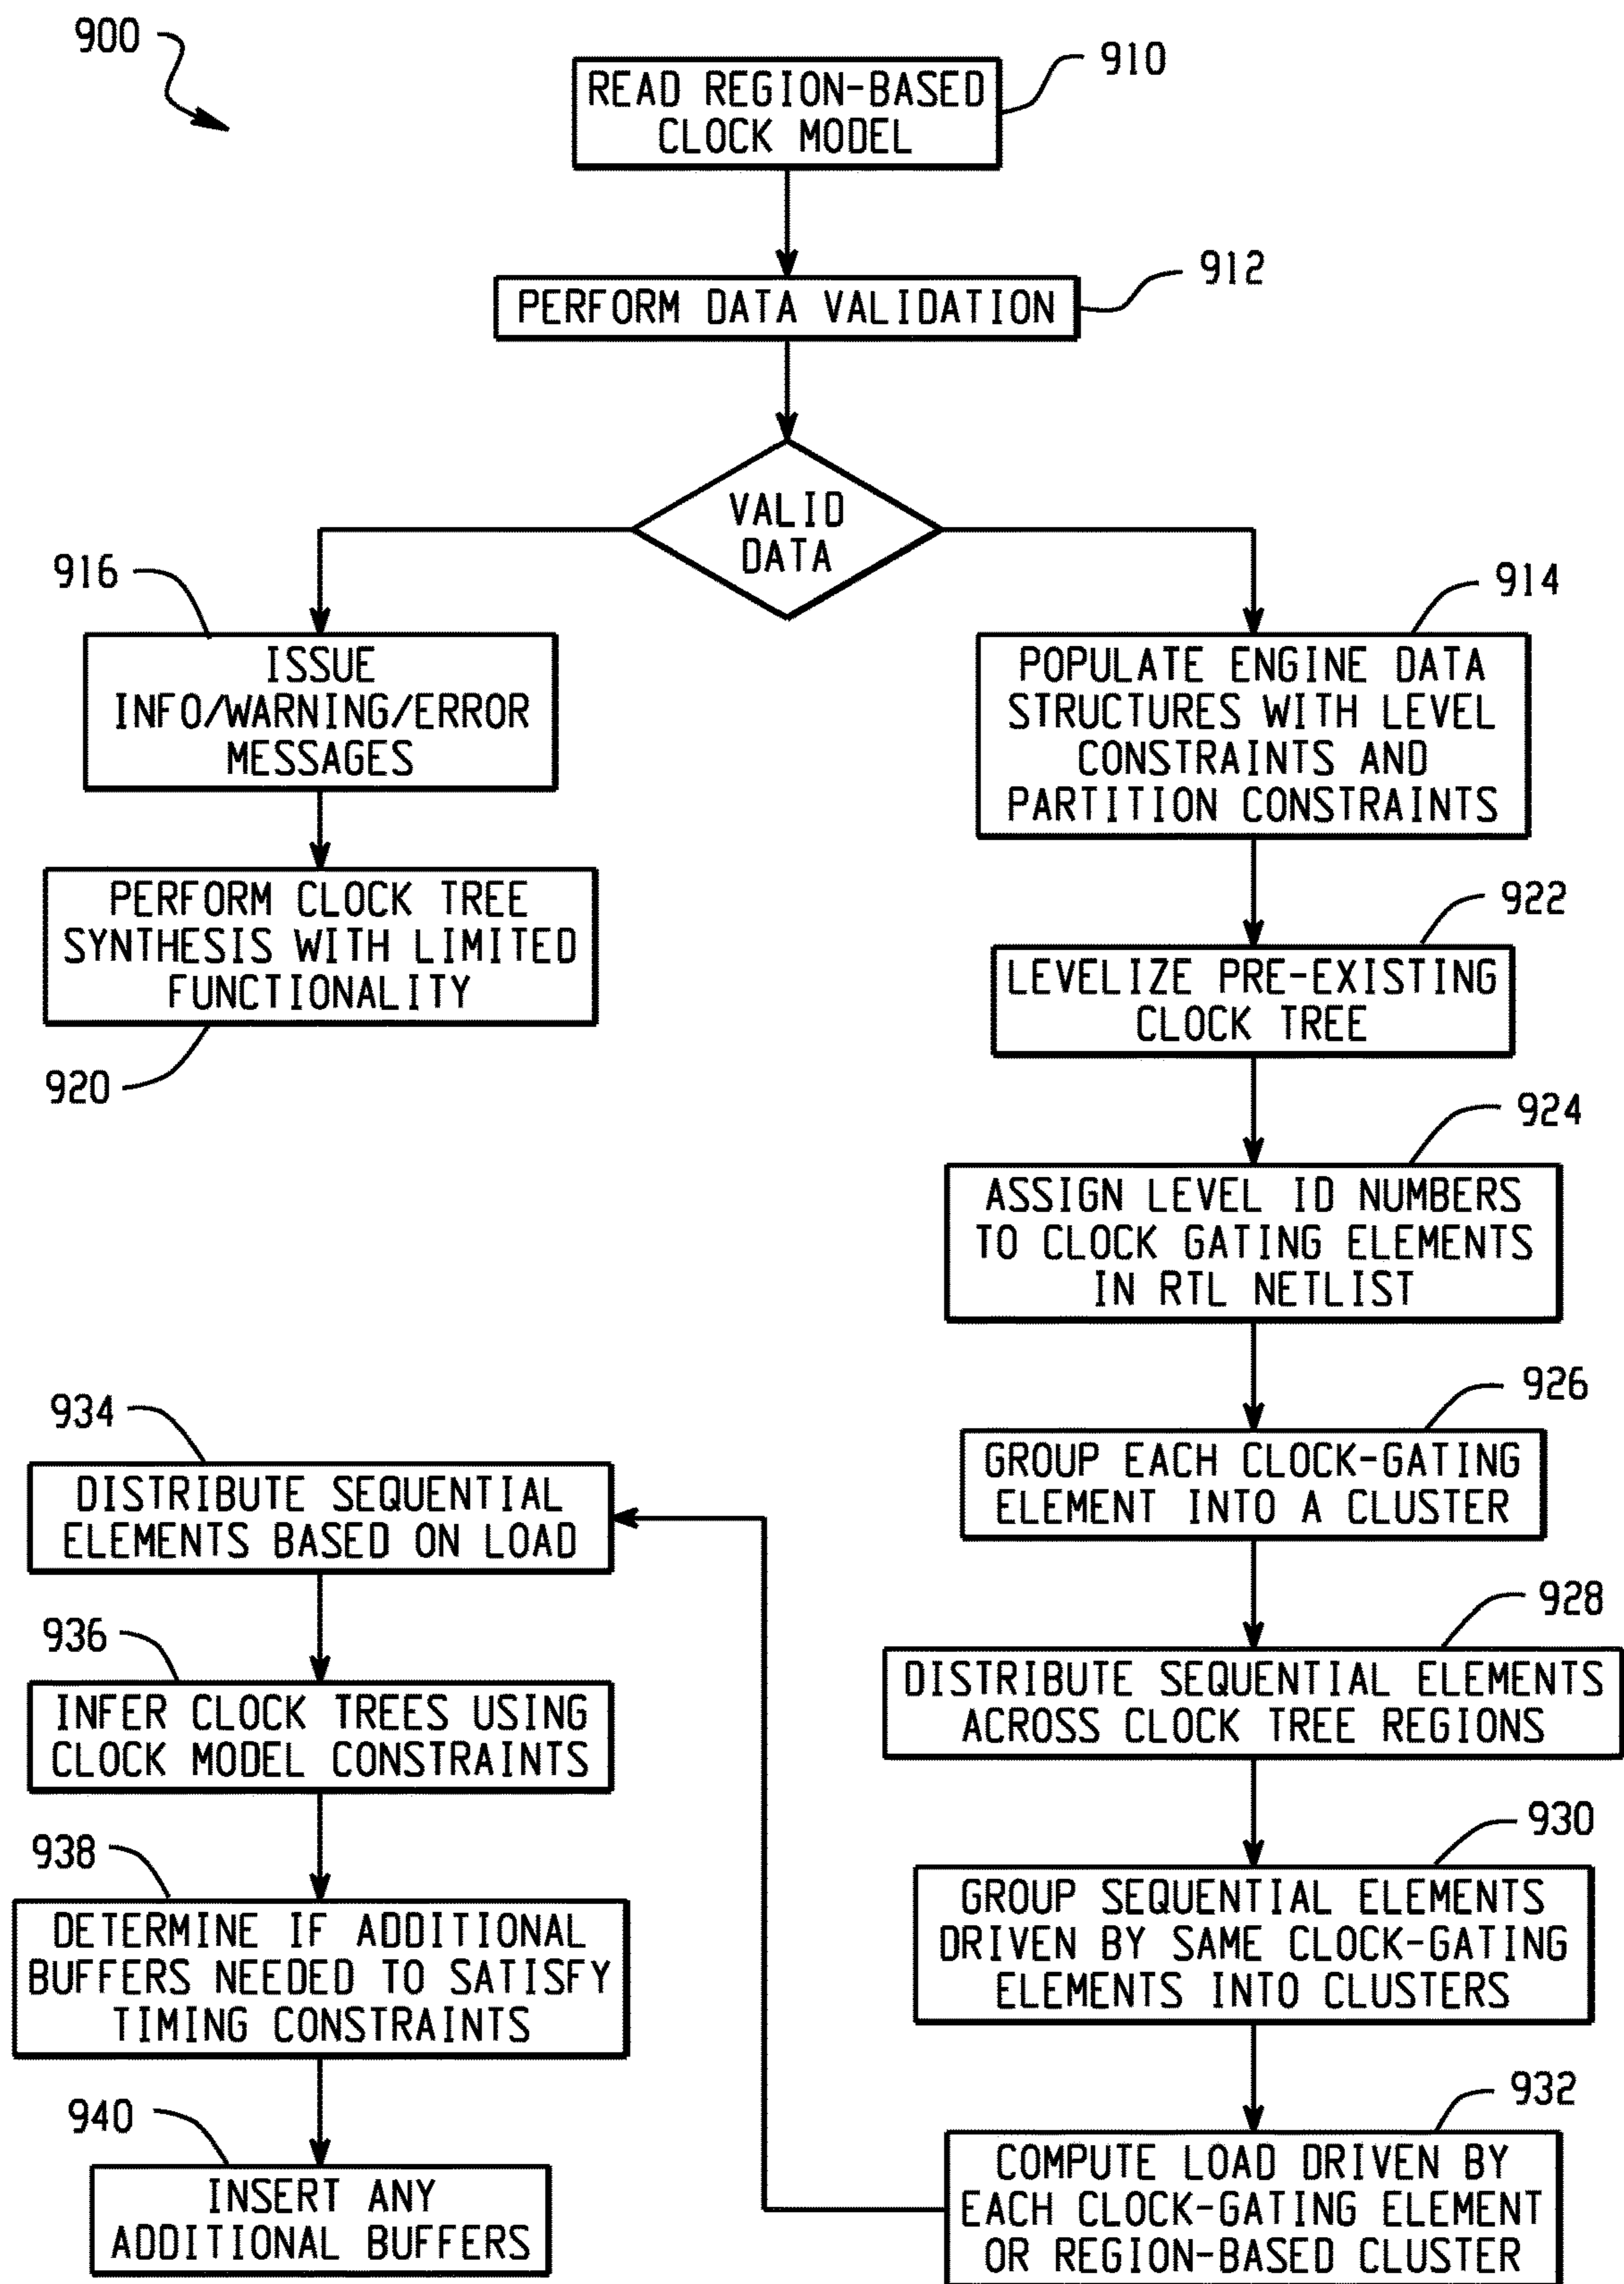 900
910
READ REGION-BASED
CLOCK MODEL
912
PERFORM DATA VALIDATION
VALID
DATA
916
ISSUE
INFO/WARNING/ERROR
MESSAGES
PERFORM CLOCK TREE
SYNTHESIS WITH LIMITED
FUNCTIONALITY
920
914
POPULATE ENGINE DATA
STRUCTURES WITH LEVEL
CONSTRAINTS AND
PARTITION CONSTRAINTS
922
LEVELIZE PRE-EXISTING
CLOCK TREE
924
ASSIGN LEVEL ID NUMBERS
TO CLOCK GATING ELEMENTS
IN RTL NETLIST
926
GROUP EACH CLOCK-GATING
ELEMENT INTO A CLUSTER
928
DISTRIBUTE SEQUENTIAL ELEMENTS
ACROSS CLOCK TREE REGIONS
930
GROUP SEQUENTIAL ELEMENTS
DRIVEN BY SAME CLOCK-GATING
ELEMENTS INTO CLUSTERS
932
COMPUTE LOAD DRIVEN BY
EACH CLOCK-GATING ELEMENT
OR REGION-BASED CLUSTER
934
DISTRIBUTE SEQUENTIAL
ELEMENTS BASED ON LOAD
936
INFER CLOCK TREES USING
CLOCK MODEL CONSTRAINTS
938
DETERMINE IF ADDITIONAL
BUFFERS NEEDED TO SATISFY
TIMING CONSTRAINTS
940
INSERT ANY
ADDITIONAL BUFFERS